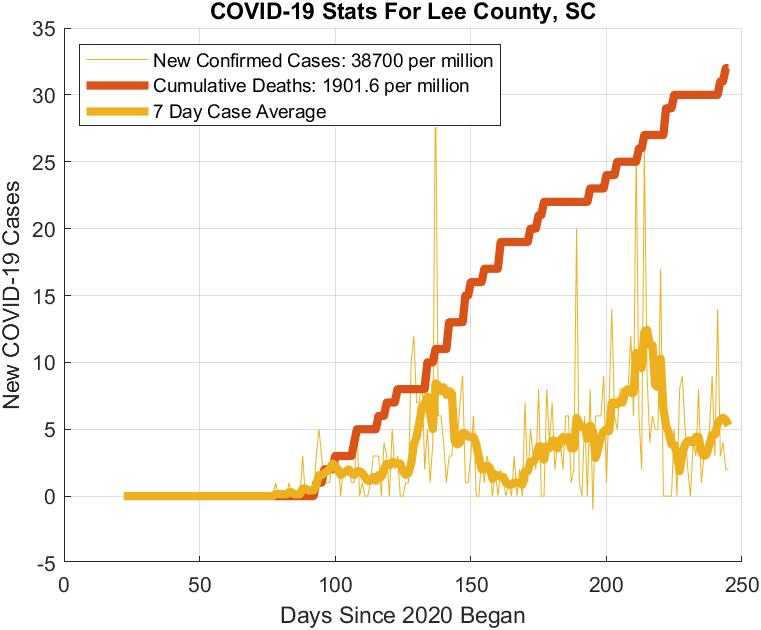 COVID-19 Stats For Lee County, SC
35
30
25
20
15
10
5
0
-5
New COVID-19 Cases
New Confirmed Cases: 38700 per million
Cumulative Deaths: 1901.6 per million
7 Day Case Average
0 50 100 150 200 250
Days Since 2020 Began